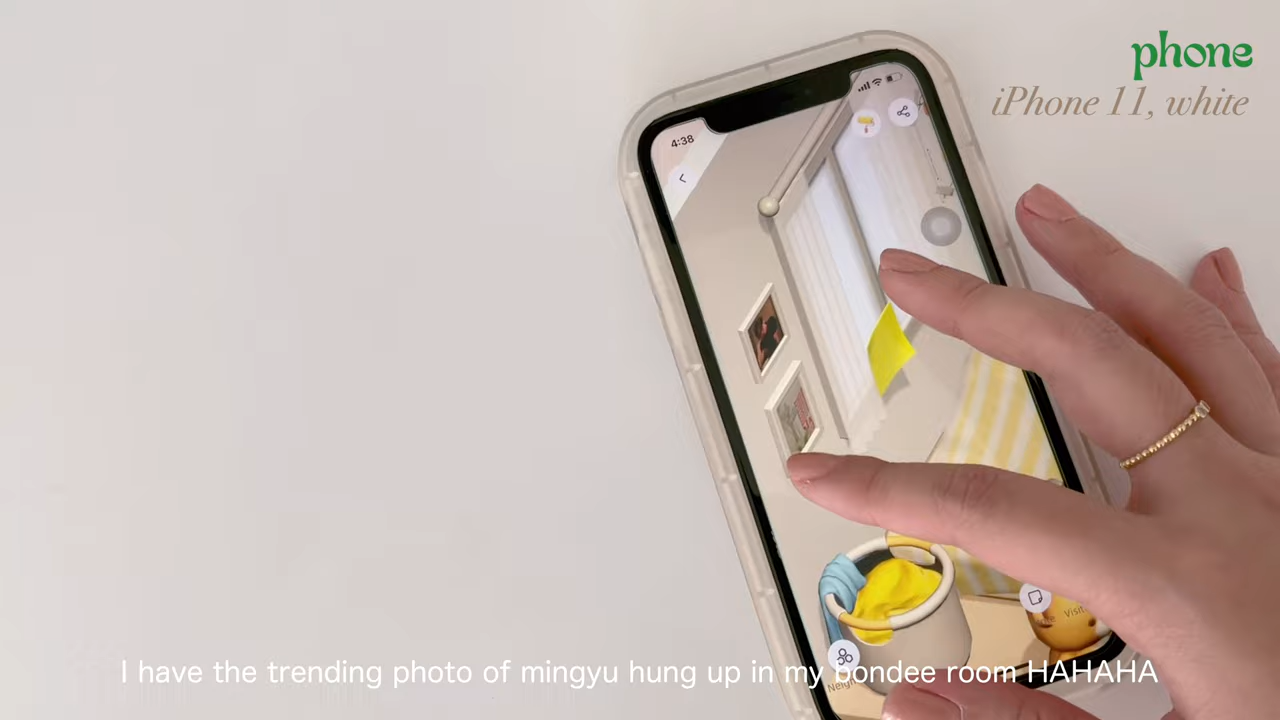 phone
iPhone 11, white
4:38
I have the trending photo of mingyu hung up in my bondee room HAHAHA